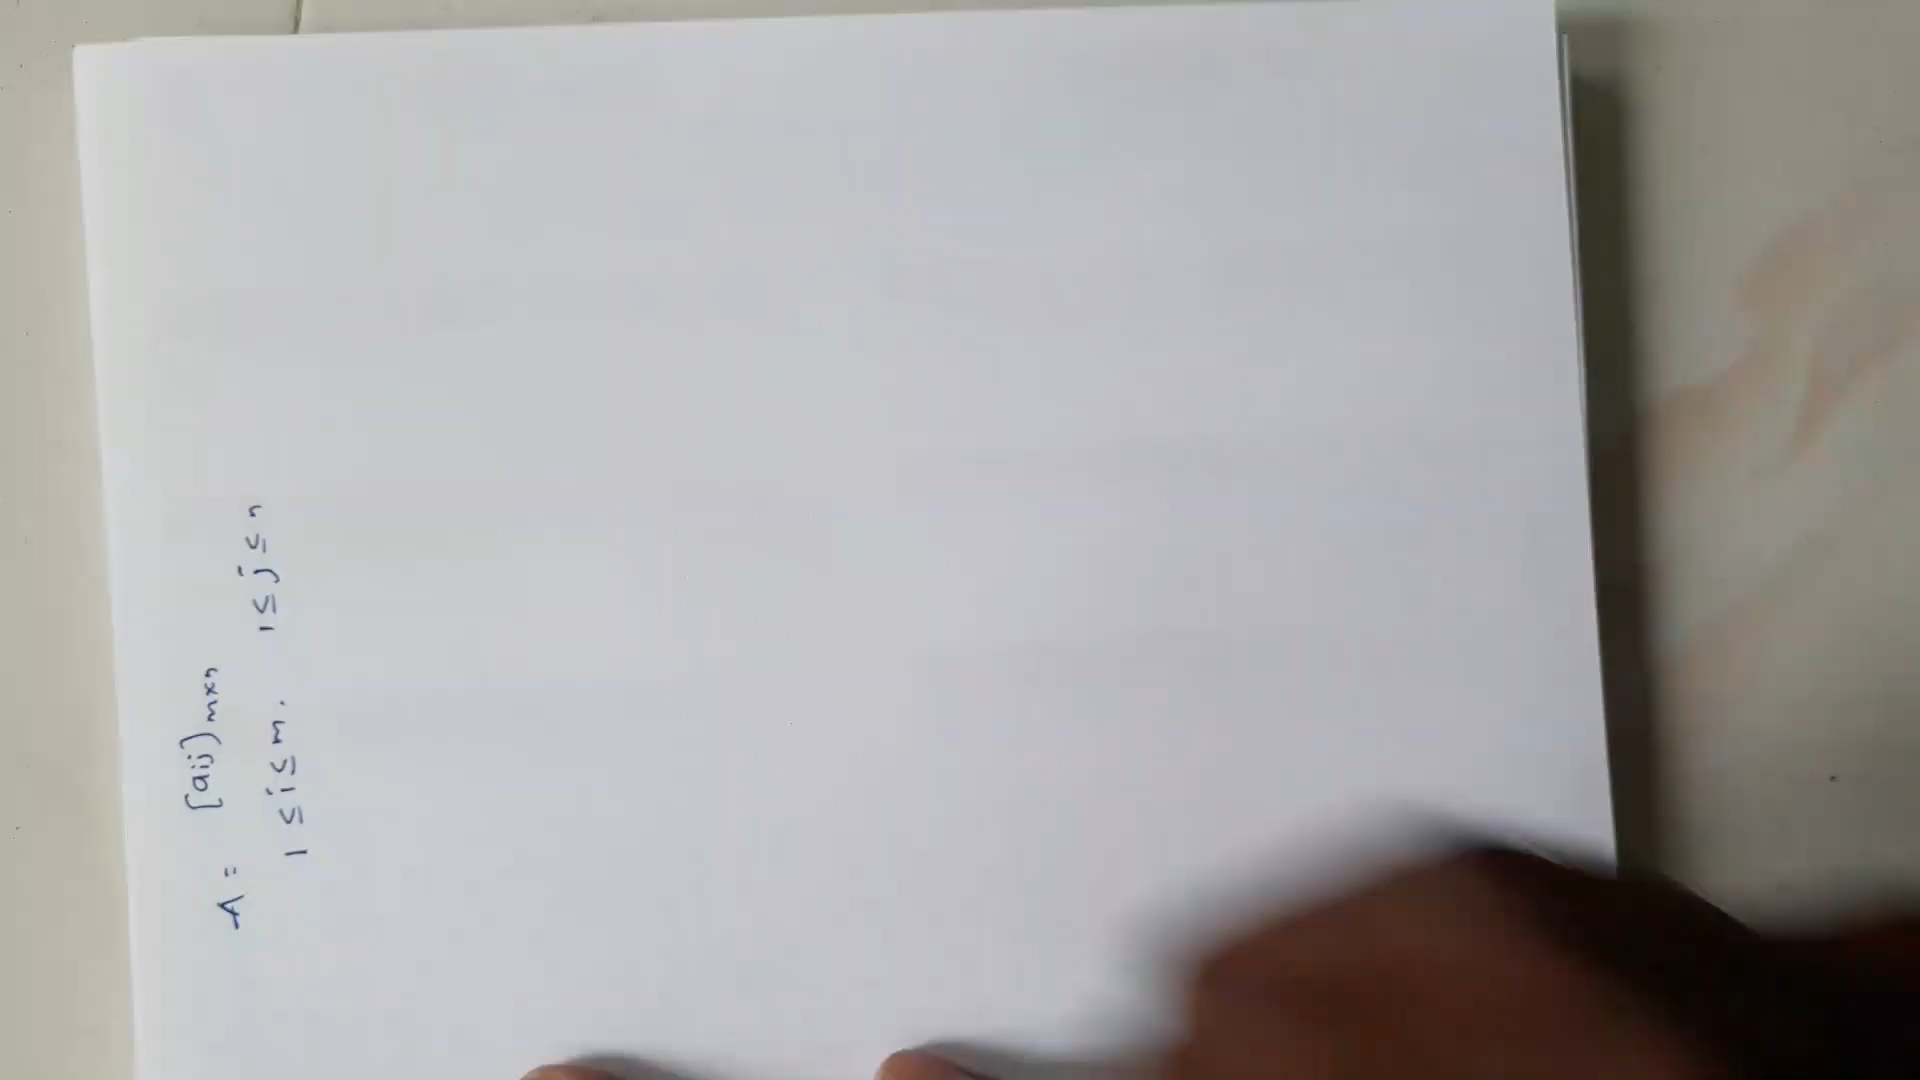 A = [aij)m×n
1 ≤ i ≤ m. 1 ≤ j ≤ n